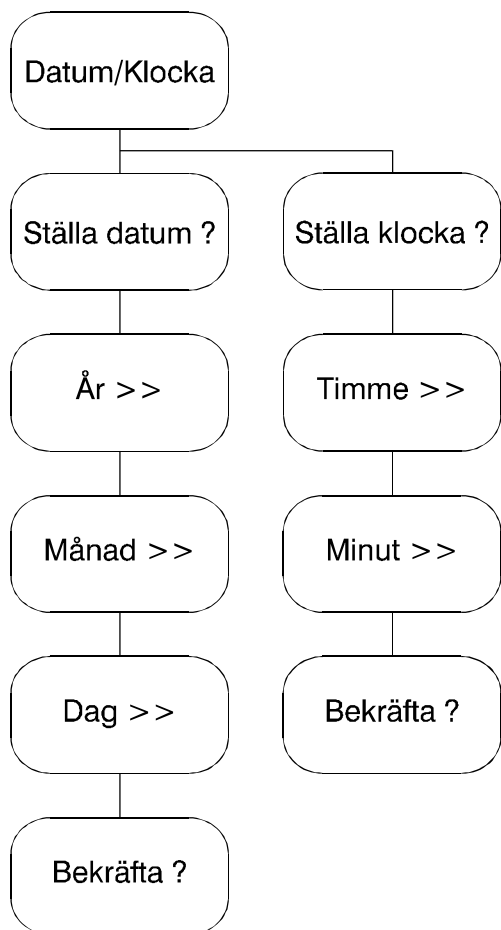 Datum/Klocka
Ställa datum ?
Ställa klocka ?
År >>
Timme >>
Månad >>
Minut >>
Dag >>
Bekräfta ?
Bekräfta ?